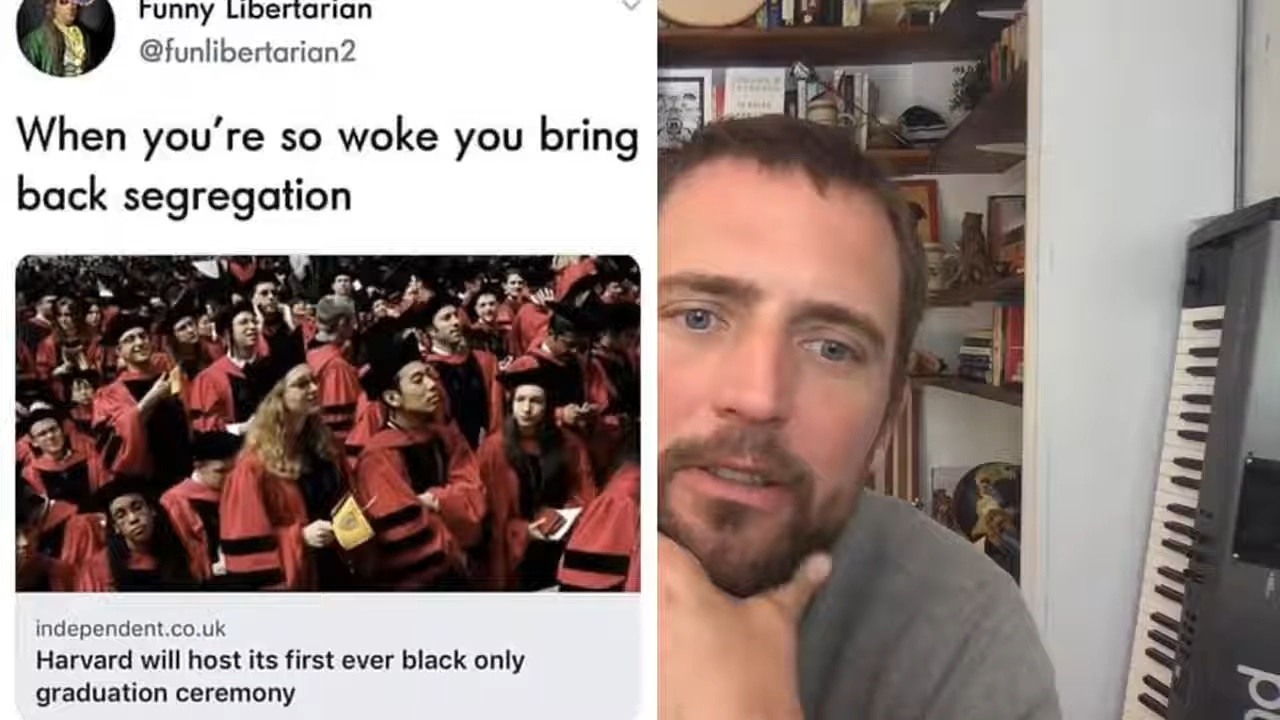 Funny Libertarian
@funlibertarian2
When you're so woke you bring
back segregation
independent.co.uk
Harvard will host its first ever black only
graduation ceremony